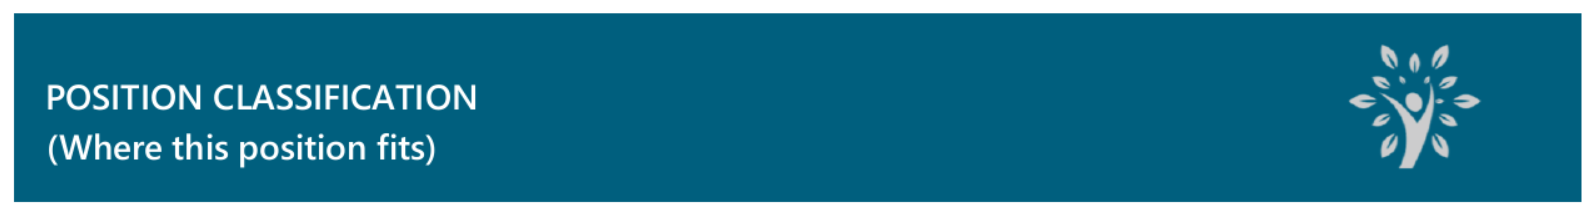 POSITION CLASSIFICATION
(Where this position fits)